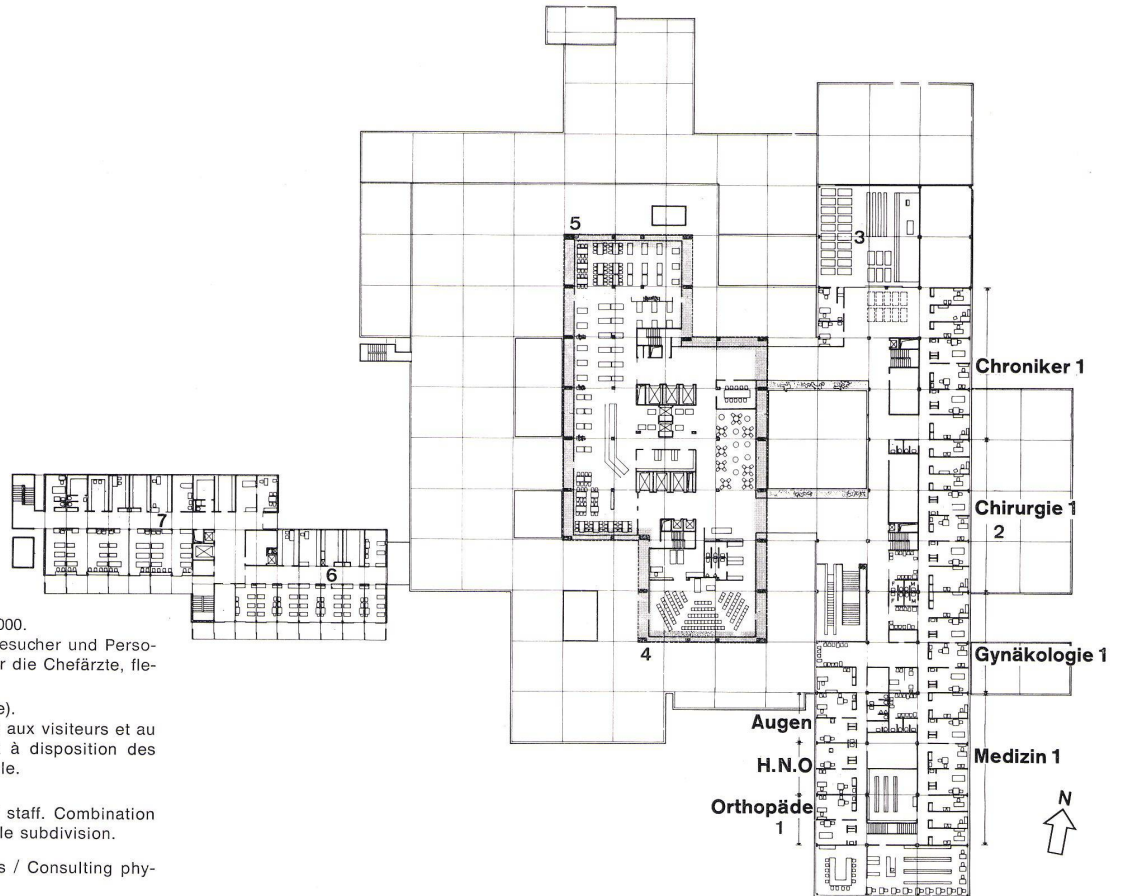 5
3
Chroniker 1
Chirurgie 1
2
7
6
000.
esucher und Perso-
r die Chefärzte, fle-
Gynäkologie 1
4
e).
aux visiteurs et au
à disposition des
le.
Augen
H.N.O
Medizin 1
Orthopäde
1
N
staff. Combination
le subdivision.
s / Consulting phy-